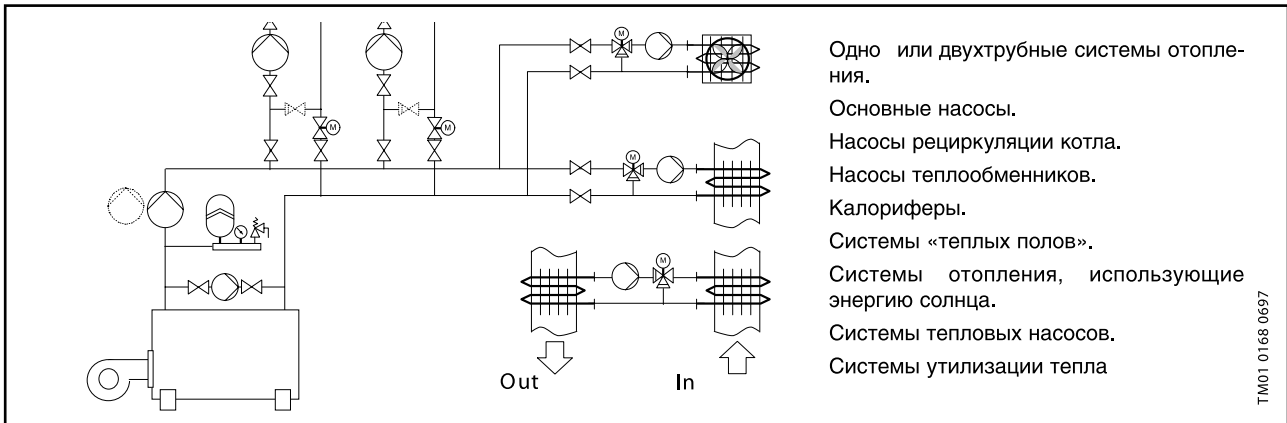 M
M
M
M
M
Out
In
Одно или двухтрубные системы отопле-
ния.
Основные насосы.
Насосы рециркуляции котла.
Насосы теплообменников.
Калориферы.
Системы «теплых полов».
Системы отопления, использующие
энергию солнца.
Системы тепловых насосов.
Системы утилизации тепла
TM01 0168 0697